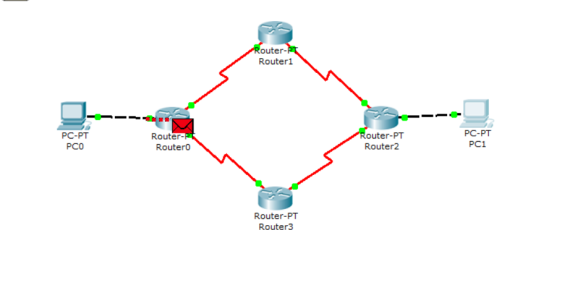 Router-PT
Router1
PC-PT
PC0
Router-PT
Router0
Router-PT
Router2
PC-PT
PC1
Router-PT
Router3